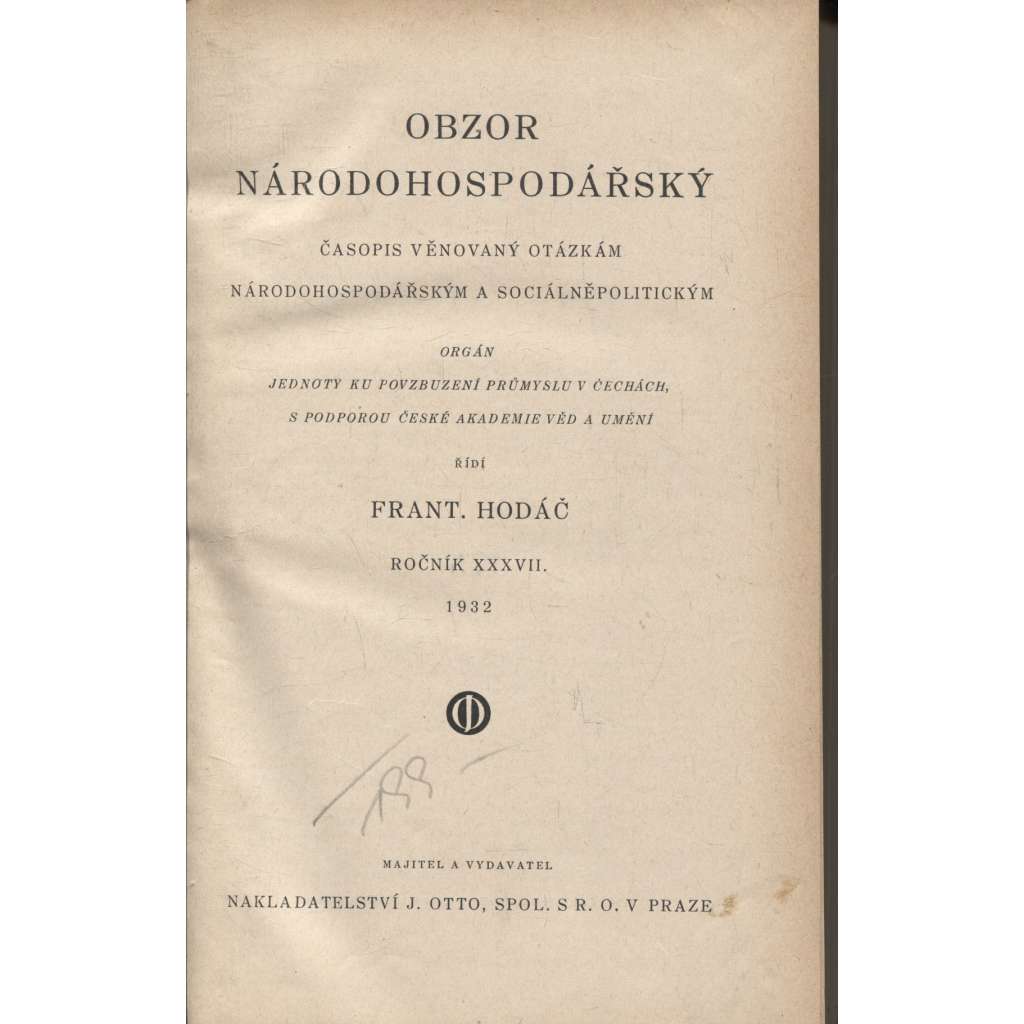 OBZOR
NÁRODOHOSPODÁŘSKÝ
ČASOPIS VĚNOVANÝ OTÁZKÁM
NÁRODOHOSPODÁŘSKÝM A SOCIÁLNĚPOLITICKÝM
ORGÁN
JEDNOTY KU POVZBUZENÍ PRŮMYSLU V ČECHÁCH,
S PODPOROU ČESKÉ AKADEMIE VĚD A UMĚNÍ
ŘÍDÍ
FRANT. HODÁČ
ROČNÍK XXXVII.
1932
MAJITEL A VYDAVATEL
NAKLADATELSTVÍ J. OTTO, SPOL. S R. O. V PRAZE